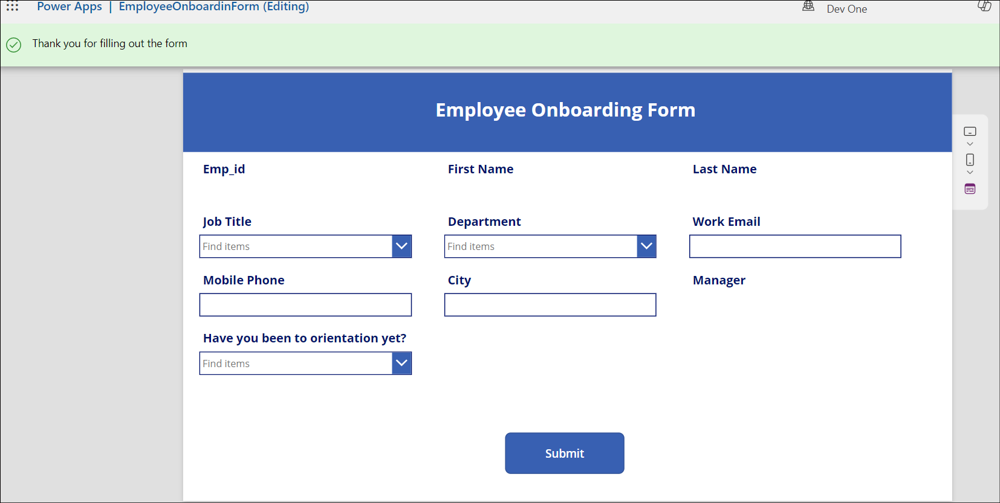 Power Apps | EmployeeOnboardinForm (Editing)
Dev One
Thank you for filling out the form
Employee Onboarding Form
Emp_id First Name Last Name
Job Title Department Work Email
Find items Find items
Mobile Phone City Manager
Have you been to orientation yet?
Find items
Submit